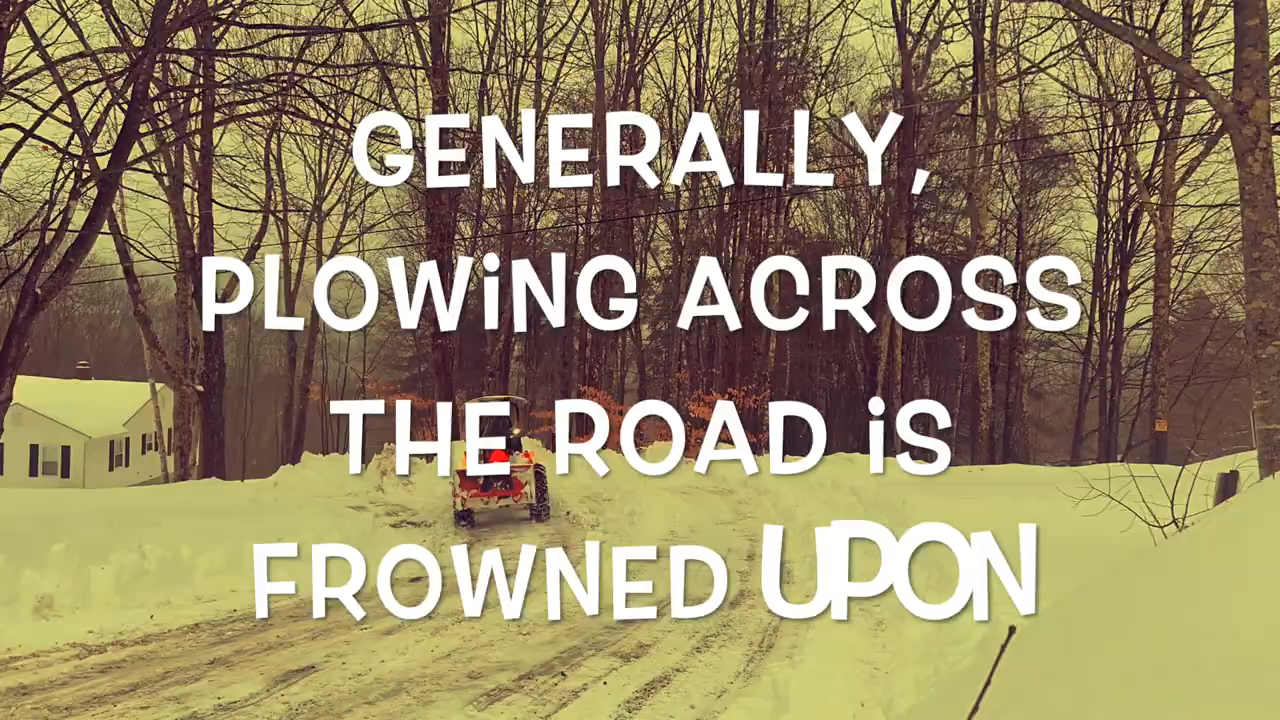 GENERALLY,
PLOWiNG ACROSS
THE ROAD iS
FROWNED UPON